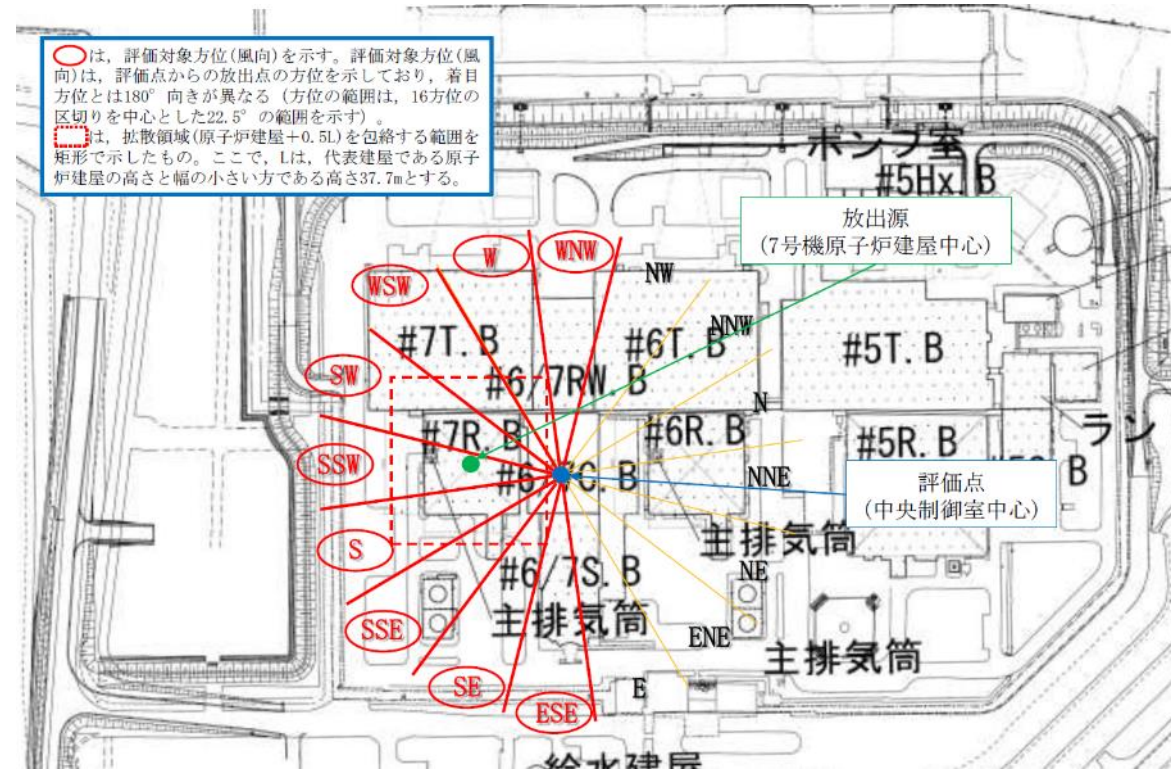 は,評価対象方位(風向)を示す。評価対象方位(風
向)は,評価点からの放出点の方位を示しており,着目
方位とは180°向きが異なる(方位の範囲は,16方位の
区切りを中心とした22.5°の範囲を示す)。
は,拡散領域(原子炉建屋+0.5L)を包絡する範囲を
矩形で示したもの。ここで,Lは,代表建屋である原子
炉建屋の高さと幅の小さい方である高さ37.7mとする。
ポンプ室
#5Hx.B
放出源
(7号機原子炉建屋中心)
W
WNW
NW
WSW
NNW
#7T.B
#6T.B
#5T.B
#6/7RW.B
SW
N
#7R.B
#6R.B
#5R.B
ラン
SSW
NNE
評価点
(中央制御室中心)
S
主排気筒
#6/7S.B
NE
主排気筒
SSE
ENE
主排気筒
SE
E
ESE
給水建屋